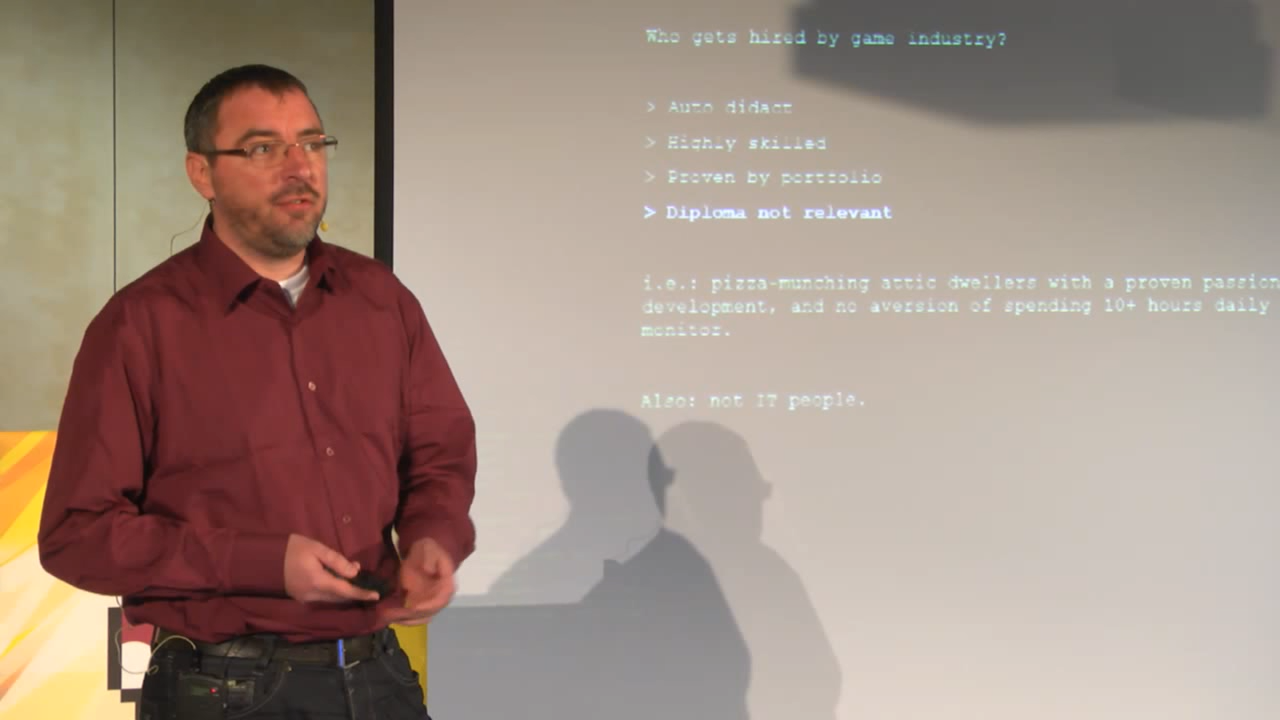 Who gets hired by game industry?
> Auto didact
> Highly skilled
> Proven by portfolio
> Diploma not relevant
i.e.: pizza-munching attic dwellers with a proven passion
development, and no aversion of spending 10+ hours daily
monitor.
Also: not IT people.